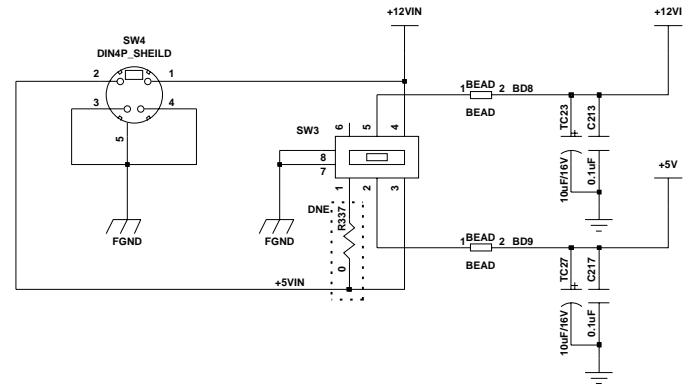 +12VIN
+12VI
SW4
DIN4P_SHEILD
2
1
3
4
5
FGND
1 BEAD 2 BD8
BEAD
TC23
10uF/16V
C213
0.1uF
SW3
6
5
4
8
7
1
2
3
FGND
DNE
R337
0
+5VIN
+5V
1 BEAD 2 BD9
BEAD
TC27
10uF/16V
C217
0.1uF